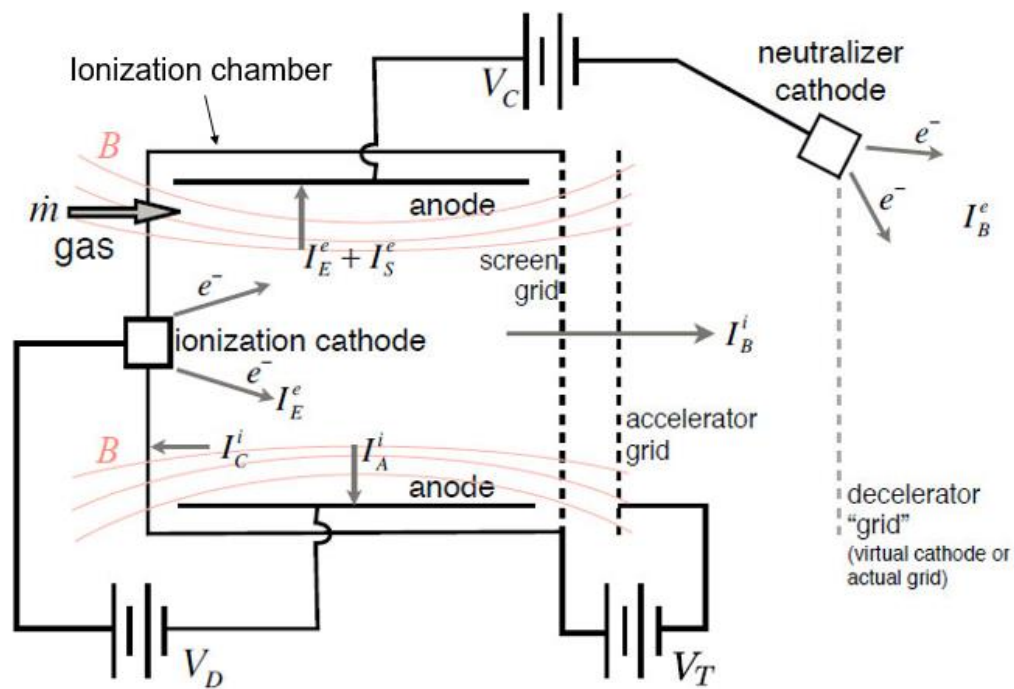 Ionization chamber
V_C
neutralizer
cathode
e⁻
e⁻
I_B^e
B
ṁ
gas
anode
I_E^e + I_S^e
screen
grid
e⁻
ionization cathode
e⁻
I_E^e
I_B^i
B
I_C^i
I_A^i
anode
accelerator
grid
decelerator
“grid”
(virtual cathode or
actual grid)
V_D
V_T